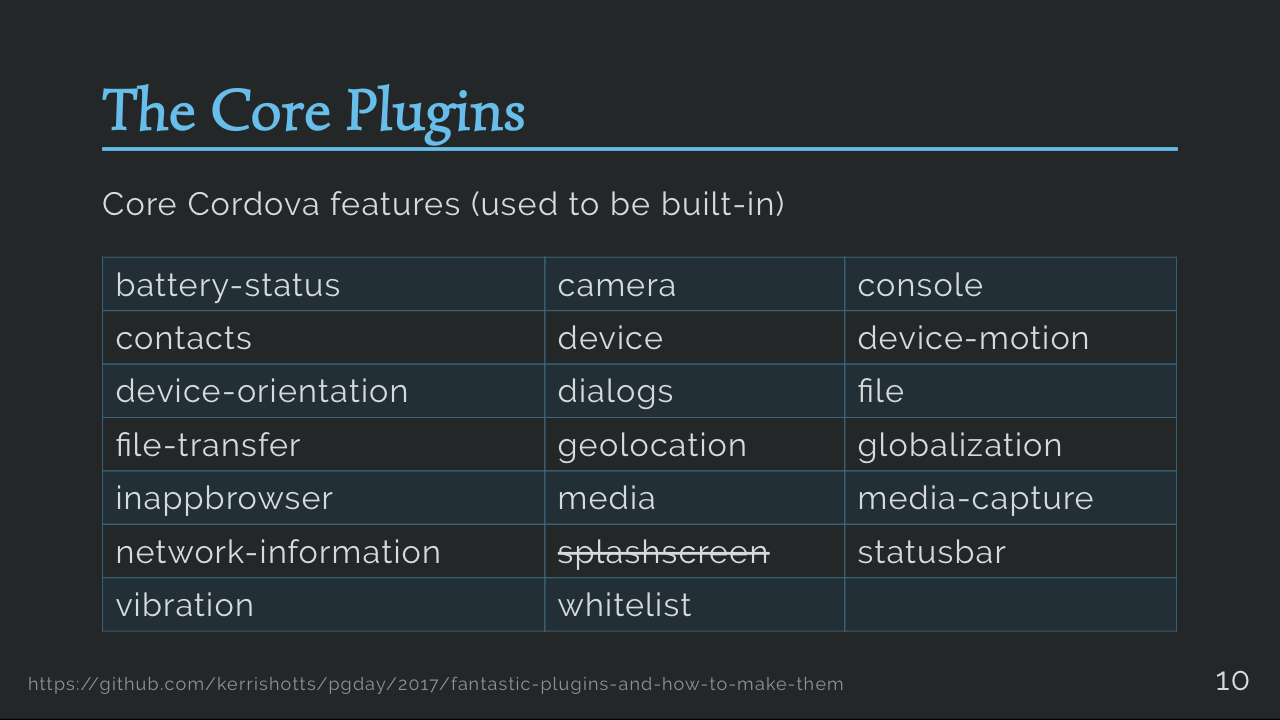 The Core Plugins
Core Cordova features (used to be built-in)
battery-status camera console
contacts device device-motion
device-orientation dialogs file
file-transfer geolocation globalization
inappbrowser media media-capture
network-information splashscreen statusbar
vibration whitelist
https://github.com/kerrishotts/pgday/2017/fantastic-plugins-and-how-to-make-them 10